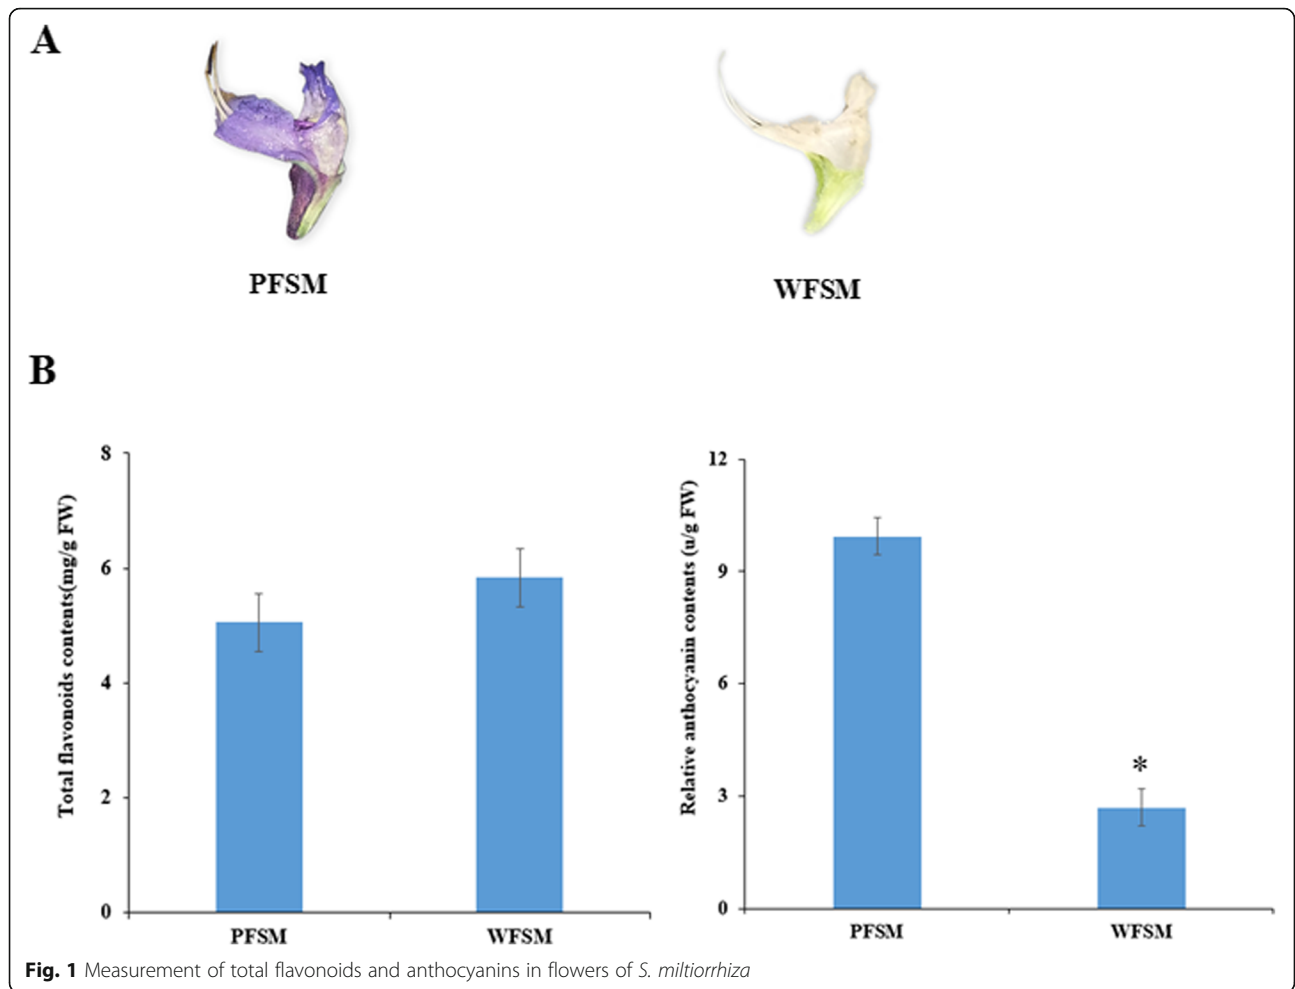 A
PFSM
WFSM
B
Total flavonoids contents(mg/g FW)
8
6
4
2
0
PFSM
WFSM
Relative anthocyanin contents (u/g FW)
12
9
6
3
0
*
PFSM
WFSM
Fig. 1 Measurement of total flavonoids and anthocyanins in flowers of S. miltiorrhiza